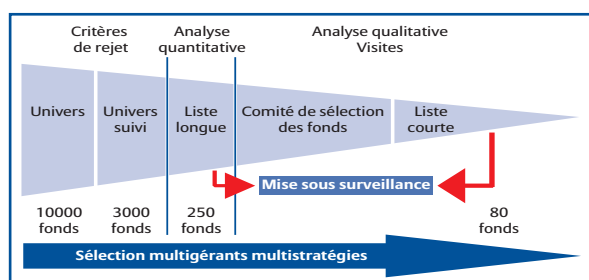 Critères
de rejet
Analyse
quantitative
Analyse qualitative
Visites
Univers
Univers
suivi
Liste
longue
Comité de sélection
des fonds
Liste
courte
Mise sous surveillance
10000
fonds
3000
fonds
250
fonds
80
fonds
Sélection multigérants multistratégies